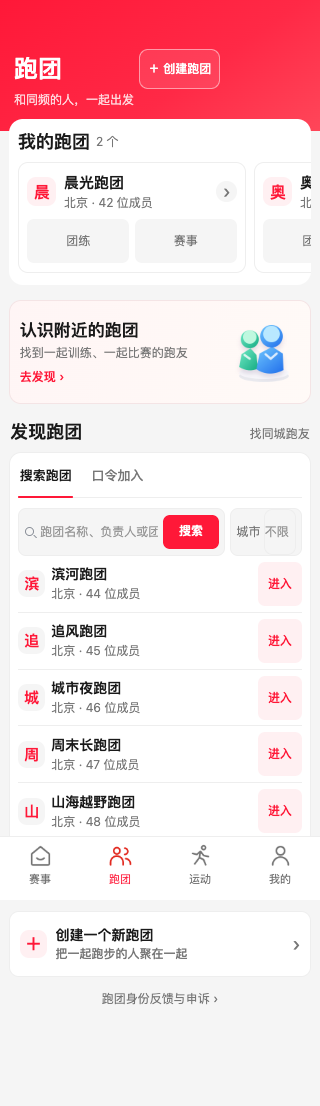 跑团
+ 创建跑团
和同频的人，一起出发
我的跑团 2 个
晨 晨光跑团
北京 · 42 位成员
团练 赛事
奥
认识附近的跑团
找到一起训练、一起比赛的跑友
去发现 ›
发现跑团 找同城跑友
搜索跑团 口令加入
跑团名称、负责人或 搜索 城市 不限
滨 滨河跑团
北京 · 44 位成员
进入
追 追风跑团
北京 · 45 位成员
进入
城 城市夜跑团
北京 · 46 位成员
进入
周 周末长跑团
北京 · 47 位成员
进入
山 山海越野跑团
北京 · 48 位成员
进入
赛事 跑团 运动 我的
+ 创建一个新跑团
把一起跑步的人聚在一起
跑团身份反馈与申诉 ›